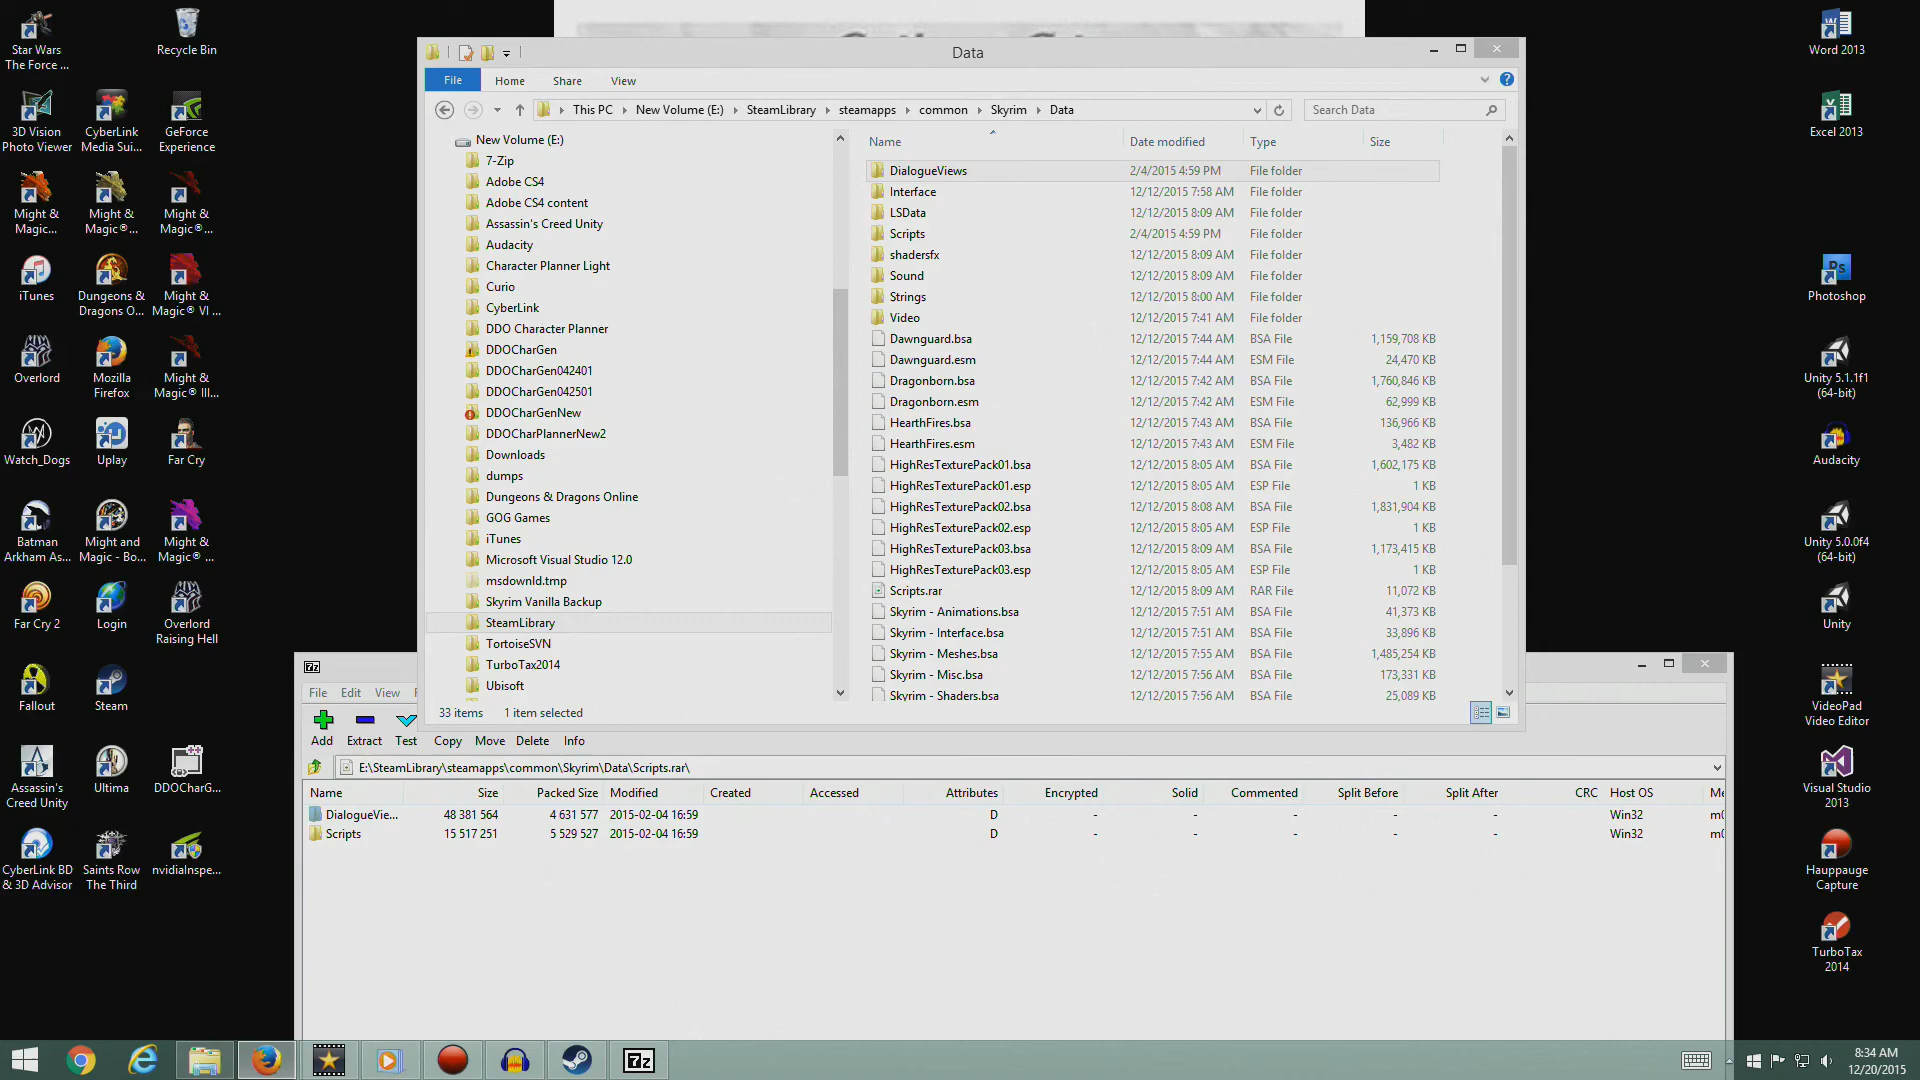 Star Wars
The Force ...
Recycle Bin
3D Vision
Photo Viewer
CyberLink
Media Sui...
GeForce
Experience
Might &
Magic...
Might &
Magic®...
Might &
Magic®...
iTunes
Dungeons &
Dragons O...
Might &
Magic® VI ...
Overlord
Mozilla
Firefox
Might &
Magic® III...
Watch_Dogs
Uplay
Far Cry
Batman
Arkham As...
Might and
Magic - Bo...
Might &
Magic® ...
Far Cry 2
Login
Overlord
Raising Hell
Fallout
Steam
Assassin's
Creed Unity
Ultima
DDOCharG...
CyberLink BD
& 3D Advisor
Saints Row
The Third
nvidiaInspe...
Data
File Home Share View
This PC New Volume (E:) SteamLibrary steamapps common Skyrim Data
Search Data
New Volume (E:)
7-Zip
Adobe CS4
Adobe CS4 content
Assassin's Creed Unity
Audacity
Character Planner Light
Curio
CyberLink
DDO Character Planner
DDOCharGen
DDOCharGen042401
DDOCharGen042501
DDOCharGenNew
DDOCharPlannerNew2
Downloads
dumps
Dungeons & Dragons Online
GOG Games
iTunes
Microsoft Visual Studio 12.0
msdownld.tmp
Skyrim Vanilla Backup
SteamLibrary
TortoiseSVN
TurboTax2014
Ubisoft
Name Date modified Type Size
DialogueViews 2/4/2015 4:59 PM File folder
Interface 12/12/2015 7:58 AM File folder
LSData 12/12/2015 8:09 AM File folder
Scripts 2/4/2015 4:59 PM File folder
shadersfx 12/12/2015 8:09 AM File folder
Sound 12/12/2015 8:09 AM File folder
Strings 12/12/2015 8:00 AM File folder
Video 12/12/2015 7:41 AM File folder
Dawnguard.bsa 12/12/2015 7:44 AM BSA File 1,159,708 KB
Dawnguard.esm 12/12/2015 7:44 AM ESM File 24,470 KB
Dragonborn.bsa 12/12/2015 7:42 AM BSA File 1,760,846 KB
Dragonborn.esm 12/12/2015 7:42 AM ESM File 62,999 KB
HearthFires.bsa 12/12/2015 7:43 AM BSA File 136,966 KB
HearthFires.esm 12/12/2015 7:43 AM ESM File 3,482 KB
HighResTexturePack01.bsa 12/12/2015 8:05 AM BSA File 1,602,175 KB
HighResTexturePack01.esp 12/12/2015 8:05 AM ESP File 1 KB
HighResTexturePack02.bsa 12/12/2015 8:08 AM BSA File 1,831,904 KB
HighResTexturePack02.esp 12/12/2015 8:05 AM ESP File 1 KB
HighResTexturePack03.bsa 12/12/2015 8:09 AM BSA File 1,173,415 KB
HighResTexturePack03.esp 12/12/2015 8:05 AM ESP File 1 KB
Scripts.rar 12/12/2015 8:09 AM RAR File 11,072 KB
Skyrim - Animations.bsa 12/12/2015 7:51 AM BSA File 41,373 KB
Skyrim - Interface.bsa 12/12/2015 7:51 AM BSA File 33,896 KB
Skyrim - Meshes.bsa 12/12/2015 7:55 AM BSA File 1,485,254 KB
Skyrim - Misc.bsa 12/12/2015 7:56 AM BSA File 173,331 KB
Skyrim - Shaders.bsa 12/12/2015 7:56 AM BSA File 25,089 KB
33 items 1 item selected
7z
File Edit View
Add Extract Test Copy Move Delete Info
E:\SteamLibrary\steamapps\common\Skyrim\Data\Scripts.rar\
Name Size Packed Size Modified Created Accessed Attributes Encrypted Solid Commented Split Before Split After CRC Host OS Me
DialogueVie... 48 381 564 4 631 577 2015-02-04 16:59 D - - - - - Win32 m0
Scripts 15 517 251 5 529 527 2015-02-04 16:59 D - - - - - Win32 m0
Word 2013
Excel 2013
Ps
Photoshop
Unity 5.1.1f1
(64-bit)
Audacity
Unity 5.0.0f4
(64-bit)
Unity
VideoPad
Video Editor
Visual Studio
2013
Hauppauge
Capture
TurboTax
2014
7z
8:34 AM
12/20/2015